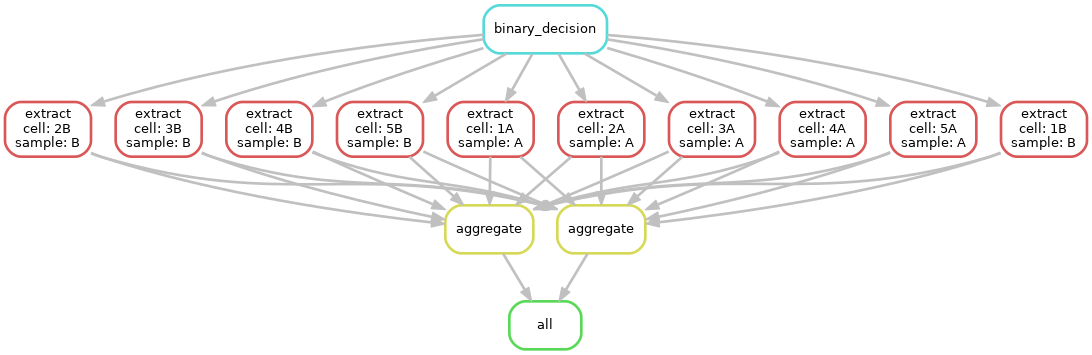 binary_decision
extract
cell: 2B
sample: B
extract
cell: 3B
sample: B
extract
cell: 4B
sample: B
extract
cell: 5B
sample: B
extract
cell: 1A
sample: A
extract
cell: 2A
sample: A
extract
cell: 3A
sample: A
extract
cell: 4A
sample: A
extract
cell: 5A
sample: A
extract
cell: 1B
sample: B
aggregate
aggregate
all